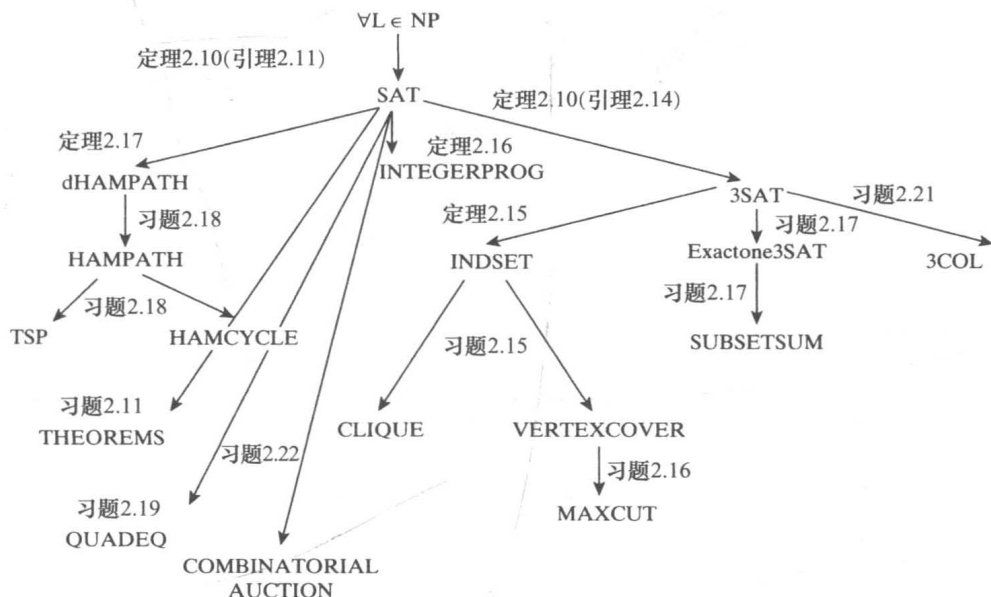 ∀L ∈ NP
定理2.10(引理2.11)
SAT
定理2.10(引理2.14)
定理2.17
dHAMPATH
定理2.16
INTEGERPROG
3SAT
习题2.21
习题2.18
定理2.15
习题2.17
HAMPATH
INDSET
Exactone3SAT
3COL
习题2.18
习题2.17
TSP
HAMCYCLE
习题2.15
SUBSETSUM
习题2.11
THEOREMS
CLIQUE
VERTEXCOVER
习题2.22
习题2.16
习题2.19
QUADEQ
MAXCUT
COMBINATORIAL
AUCTION